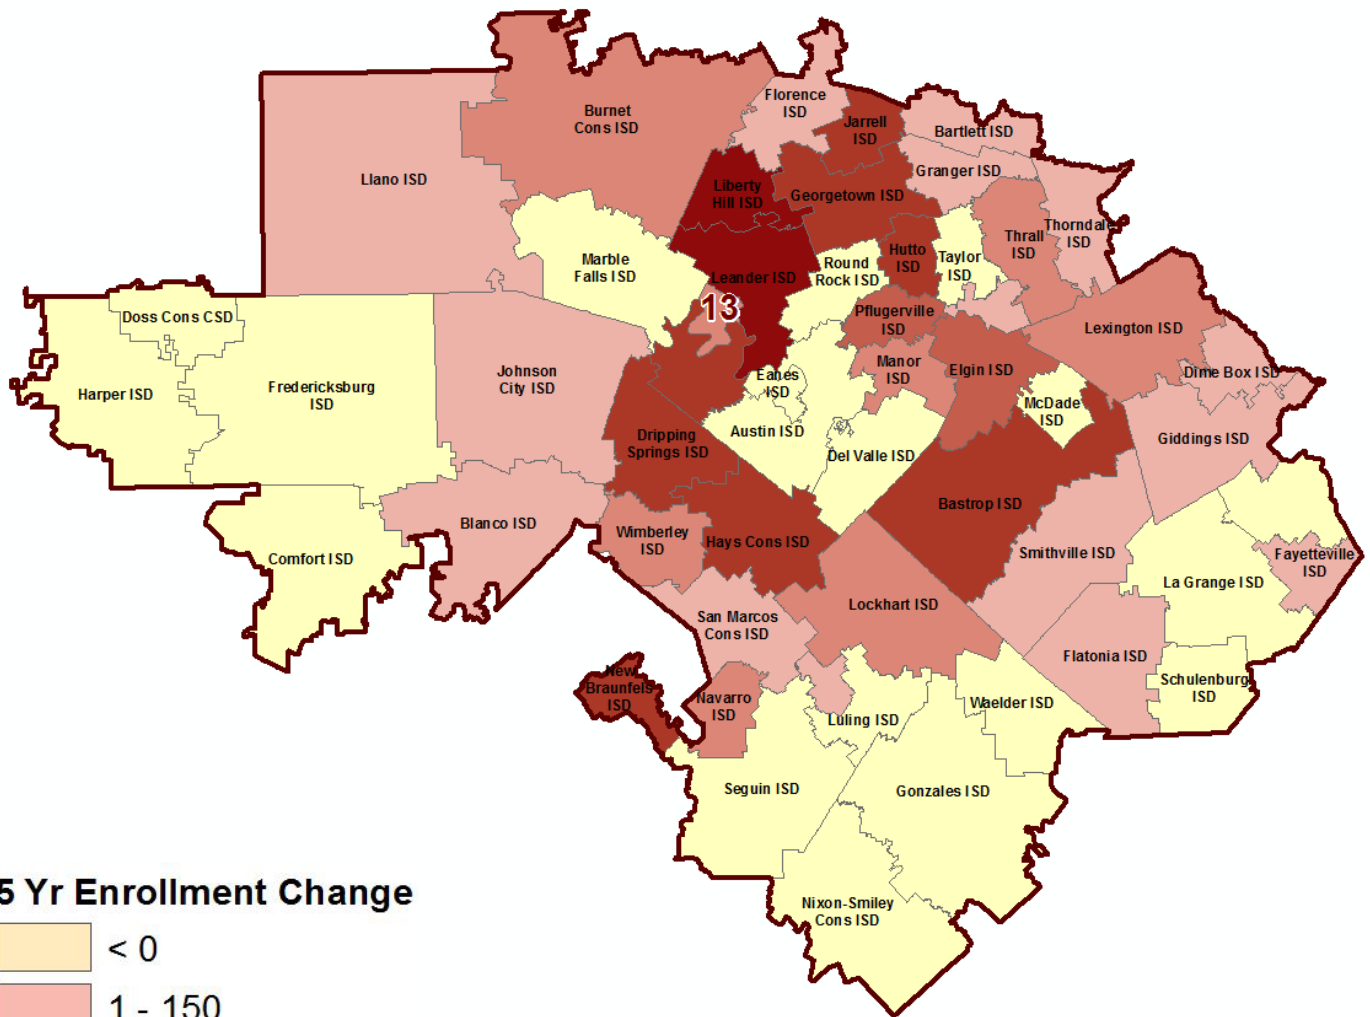 Florence
ISD
Burnet
Cons ISD
Jarrell
ISD
Bartlett ISD
Granger ISD
Llano ISD
Liberty
Hill ISD
Georgetown ISD
Thorndale
ISD
Thrall
ISD
Hutto
ISD
Taylor
ISD
Round
Rock ISD
Marble
Falls ISD
Leander ISD
13
Doss Cons CSD
Pflugerville
ISD
Lexington ISD
Harper ISD
Fredericksburg
ISD
Johnson
City ISD
Manor
ISD
Elgin ISD
Dime Box ISD
Eanes
ISD
McDade
ISD
Austin ISD
Dripping
Springs ISD
Giddings ISD
Del Valle ISD
Bastrop ISD
Blanco ISD
Wimberley
ISD
Hays Cons ISD
Smithville ISD
Fayetteville
ISD
Comfort ISD
La Grange ISD
Lockhart ISD
San Marcos
Cons ISD
Flatonia ISD
New
Braunfels
ISD
Navarro
ISD
Schulenburg
ISD
Waelder ISD
Luling ISD
Seguin ISD
Gonzales ISD
Nixon-Smiley
Cons ISD
5 Yr Enrollment Change
< 0
1 - 150